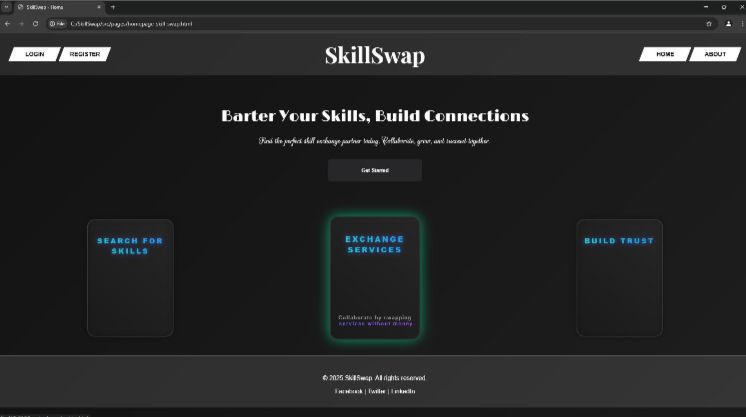 SkillSwap - Home
File
C:/SkillSwap/src/pages/homepage-skill-swap.html
LOGIN
REGISTER
SkillSwap
HOME
ABOUT
Barter Your Skills, Build Connections
Find the perfect skill exchange partner today. Collaborate, grow, and succeed together.
Get Started
SEARCH FOR
SKILLS
EXCHANGE
SERVICES
Collaborate by swapping
services without money
BUILD TRUST
© 2025 SkillSwap. All rights reserved.
Facebook | Twitter | LinkedIn